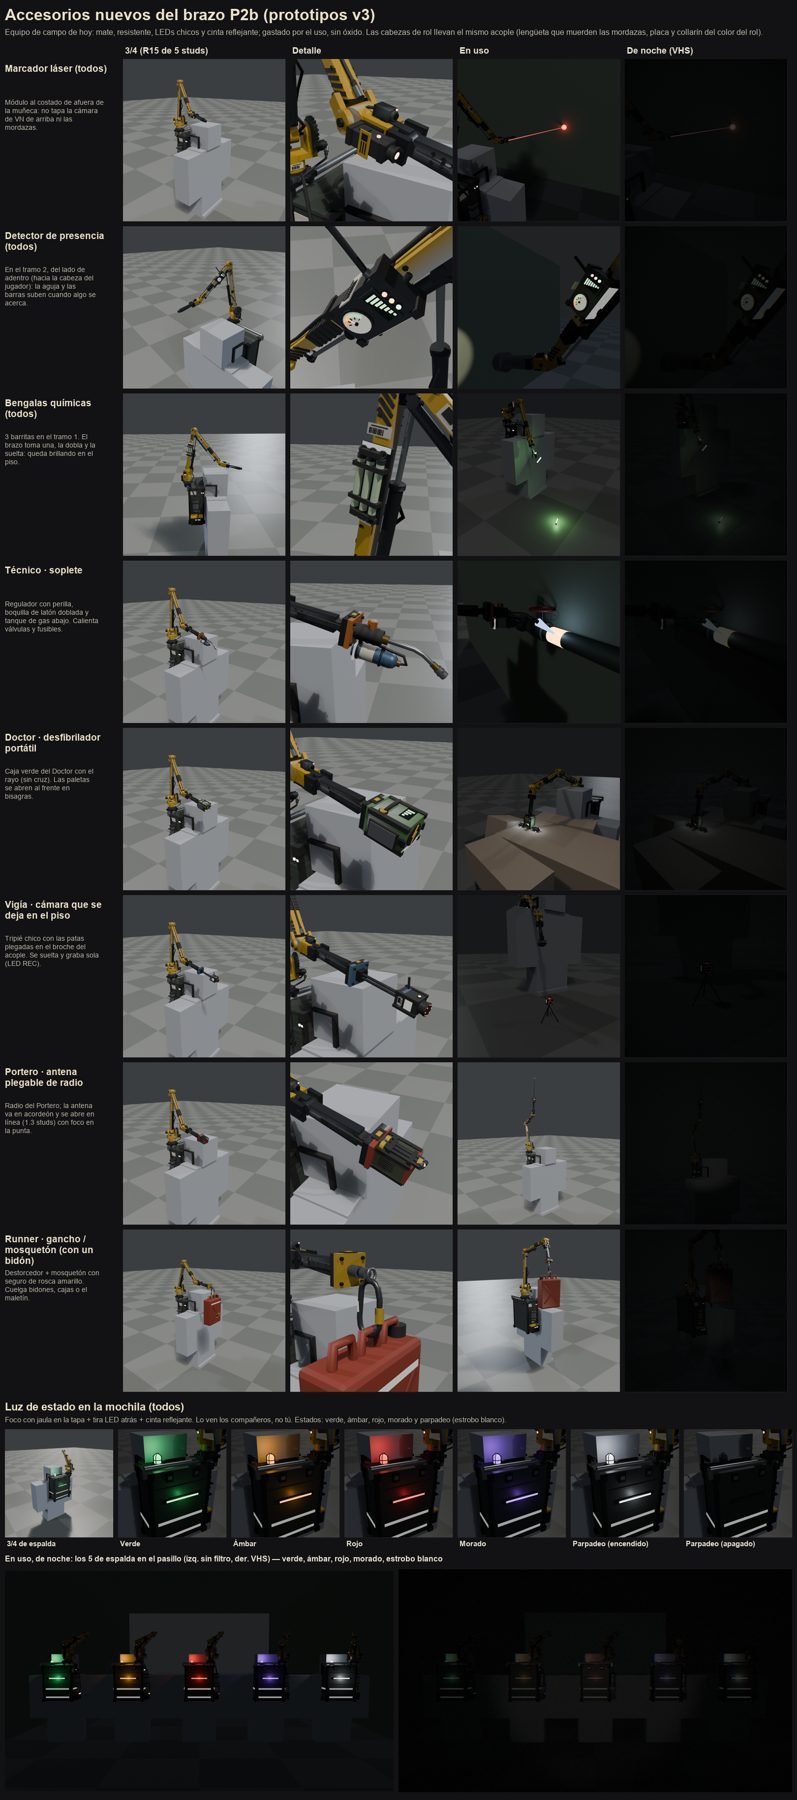 Accesorios nuevos del brazo P2b (prototipos v3)
Equipo de campo de hoy: mate, resistente, LEDs chicos y cinta reflejante; gastado por el uso, sin óxido. Las cabezas de rol llevan el mismo acople (lengüeta que muerden las mordazas, placa y collarín del color del rol).
3/4 (R15 de 5 studs)
Detalle
En uso
De noche (VHS)
Marcador láser (todos)
Módulo al costado de afuera de
la muñeca: no tapa la cámara
de VN de arriba ni las
mordazas.
Detector de presencia
(todos)
En el tramo 2, del lado de
adentro (hacia la cabeza del
jugador): la aguja y las
barras suben cuando algo se
acerca.
Bengalas químicas
(todos)
3 barritas en el tramo 1. El
brazo toma una, la dobla y la
suelta: queda brillando en el
piso.
Técnico · soplete
Regulador con perilla,
boquilla de latón doblada y
tanque de gas abajo. Calienta
válvulas y fusibles.
Doctor · desfibrilador
portátil
Caja verde del Doctor con el
rayo (sin cruz). Las paletas
se abren al frente en
bisagras.
Vigía · cámara que se
deja en el piso
Tripié chico con las patas
plegadas en el broche del
acople. Se suelta y graba sola
(LED REC).
Portero · antena
plegable de radio
Radio del Portero; la antena
va en acordeón y se abre en
línea (1.3 studs) con foco en
la punta.
Runner · gancho /
mosquetón (con un
bidón)
Destorcedor + mosquetón con
seguro de rosca amarillo.
Cuelga bidones, cajas o el
maletín.
Luz de estado en la mochila (todos)
Foco con jaula en la tapa + tira LED atrás + cinta reflejante. Lo ven los compañeros, no tú. Estados: verde, ámbar, rojo, morado y parpadeo (estrobo blanco).
3/4 de espalda
Verde
Ámbar
Rojo
Morado
Parpadeo (encendido)
Parpadeo (apagado)
En uso, de noche: los 5 de espalda en el pasillo (izq. sin filtro, der. VHS) — verde, ámbar, rojo, morado, estrobo blanco